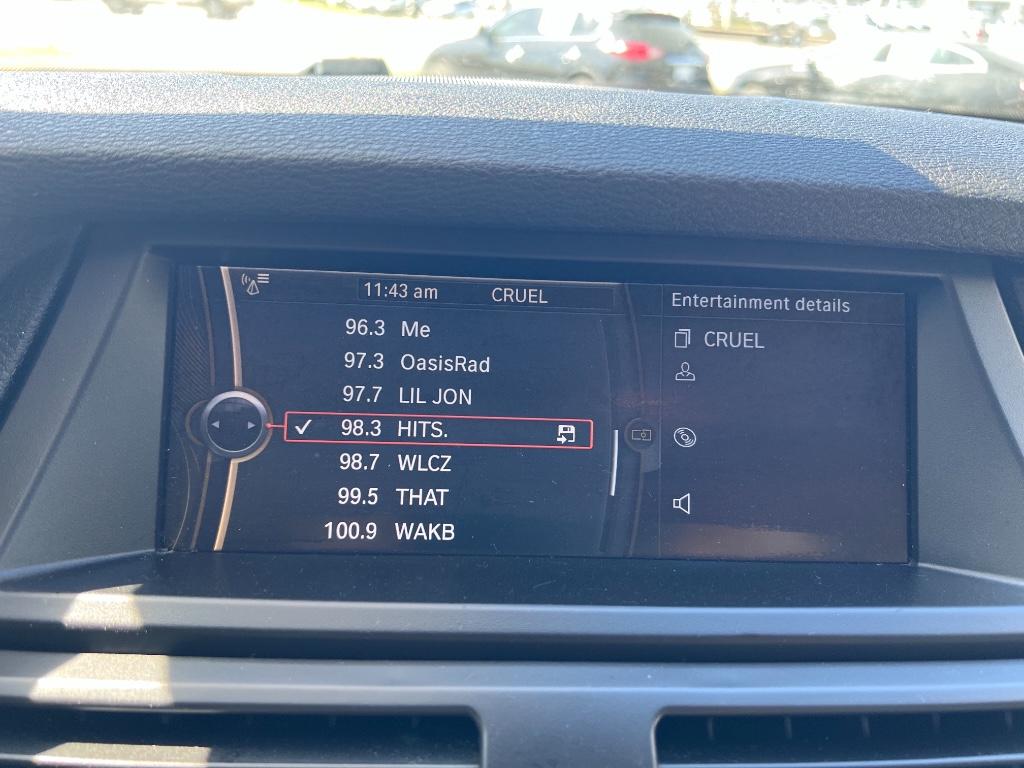 11:43 am CRUEL
96.3 Me
97.3 OasisRad
97.7 LIL JON
98.3 HITS.
98.7 WLCZ
99.5 THAT
100.9 WAKB
Entertainment details
CRUEL